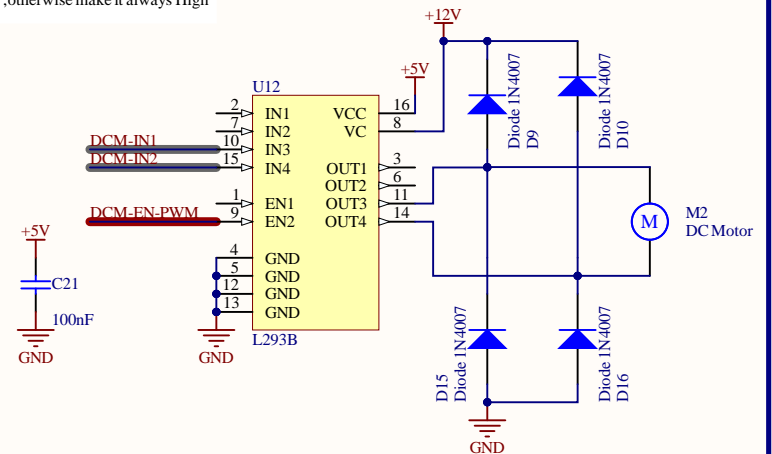 ,otherwise make it always High
+12V
+5V
U12
2 IN1 VCC 16
7 IN2 VC 8
DCM-IN1 10 IN3
DCM-IN2 15 IN4 OUT1 3
OUT2 6
1 EN1 OUT3 11
DCM-EN-PWM 9 EN2 OUT4 14
4 GND
5 GND
12 GND
13 GND
L293B
GND
+5V
C21
100nF
GND
Diode 1N4007
D9
Diode 1N4007
D10
M
M2
DC Motor
D15
Diode 1N4007
Diode 1N4007
D16
GND